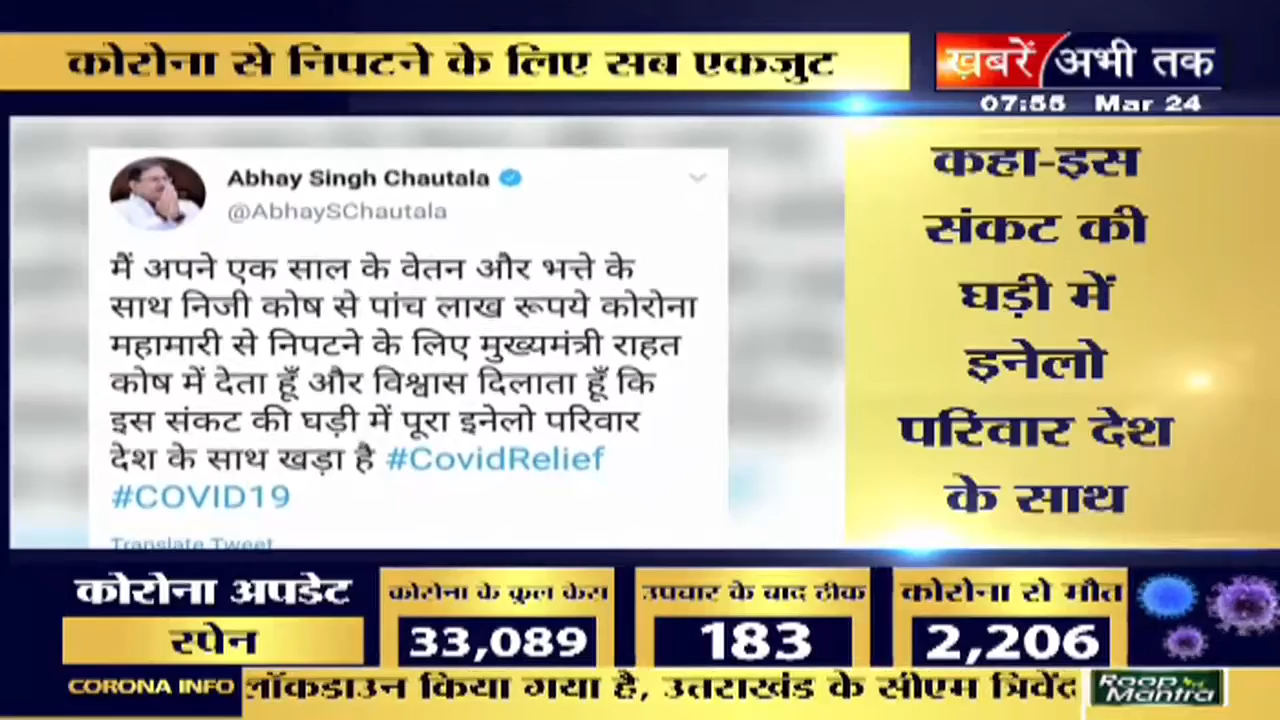 कोरोना से निपटने के लिए सब एकजुट
ख़बरें अभी तक
07:55 Mar 24
Abhay Singh Chautala
@AbhaySChautala
मैं अपने एक साल के वेतन और भत्ते के
साथ निजी कोष से पांच लाख रूपये कोरोना
महामारी से निपटने के लिए मुख्यमंत्री राहत
कोष में देता हूँ और विश्वास दिलाता हूँ कि
इस संकट की घड़ी में पूरा इनेलो परिवार
देश के साथ खड़ा है #CovidRelief
#COVID19
Translate Tweet
कहा-इस
संकट की
घड़ी में
इनेलो
परिवार देश
के साथ
कोरोना अपडेट
स्पेन
कोरोना के कुल केस
33,089
उपचार के बाद ठीक
183
कोरोना से मौत
2,206
CORONA INFO
लॉकडाउन किया गया है, उत्तराखंड के सीएम त्रिवेंद
Roop Mantra